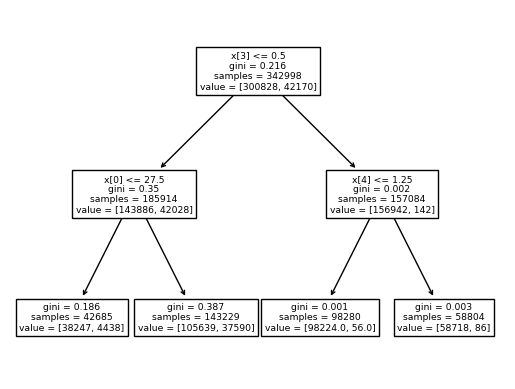 x[3] <= 0.5
gini = 0.216
samples = 342998
value = [300828, 42170]
x[0] <= 27.5
gini = 0.35
samples = 185914
value = [143886, 42028]
x[4] <= 1.25
gini = 0.002
samples = 157084
value = [156942, 142]
gini = 0.186
samples = 42685
value = [38247, 4438]
gini = 0.387
samples = 143229
value = [105639, 37590]
gini = 0.001
samples = 98280
value = [98224.0, 56.0]
gini = 0.003
samples = 58804
value = [58718, 86]